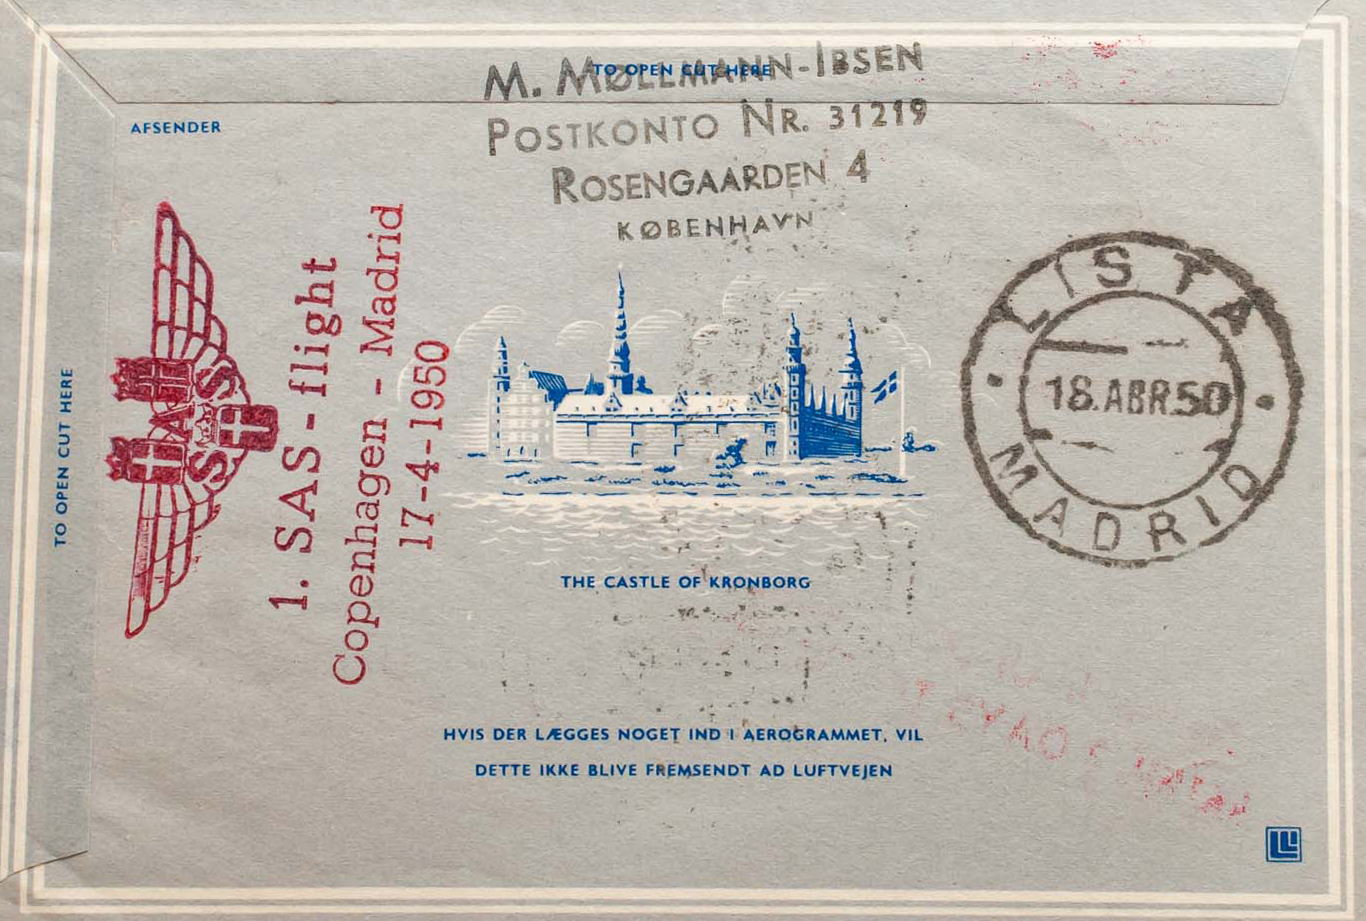 M. MØLLMANN-IBSEN
TO OPEN CUT HERE
POSTKONTO NR. 31219
ROSENGAARDEN 4
KØBENHAVN
AFSENDER
TO OPEN CUT HERE
SAS
1. SAS-flight
Copenhagen - Madrid
17-4-1950
LISTA
18.ABR.50
MADRID
THE CASTLE OF KRONBORG
HVIS DER LÆGGES NOGET IND I AEROGRAMMET, VIL
DETTE IKKE BLIVE FREMSENDT AD LUFTVEJEN